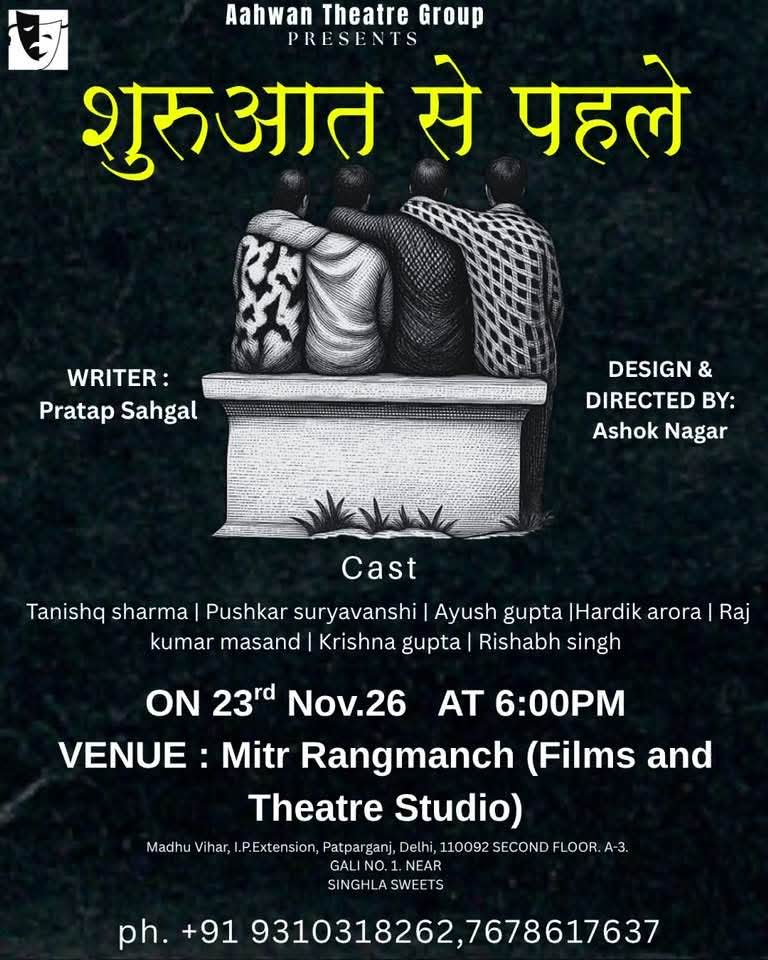 Aahwan Theatre Group
PRESENTS
शुरुआत से पहले
WRITER :
Pratap Sahgal
DESIGN &
DIRECTED BY:
Ashok Nagar
Cast
Tanishq sharma | Pushkar suryavanshi | Ayush gupta |Hardik arora | Raj
kumar masand | Krishna gupta | Rishabh singh
ON 23rd Nov.26 AT 6:00PM
VENUE : Mitr Rangmanch (Films and
Theatre Studio)
Madhu Vihar, I.P.Extension, Patparganj, Delhi, 110092 SECOND FLOOR. A-3.
GALI NO. 1. NEAR
SINGHLA SWEETS
ph. +91 9310318262,7678617637